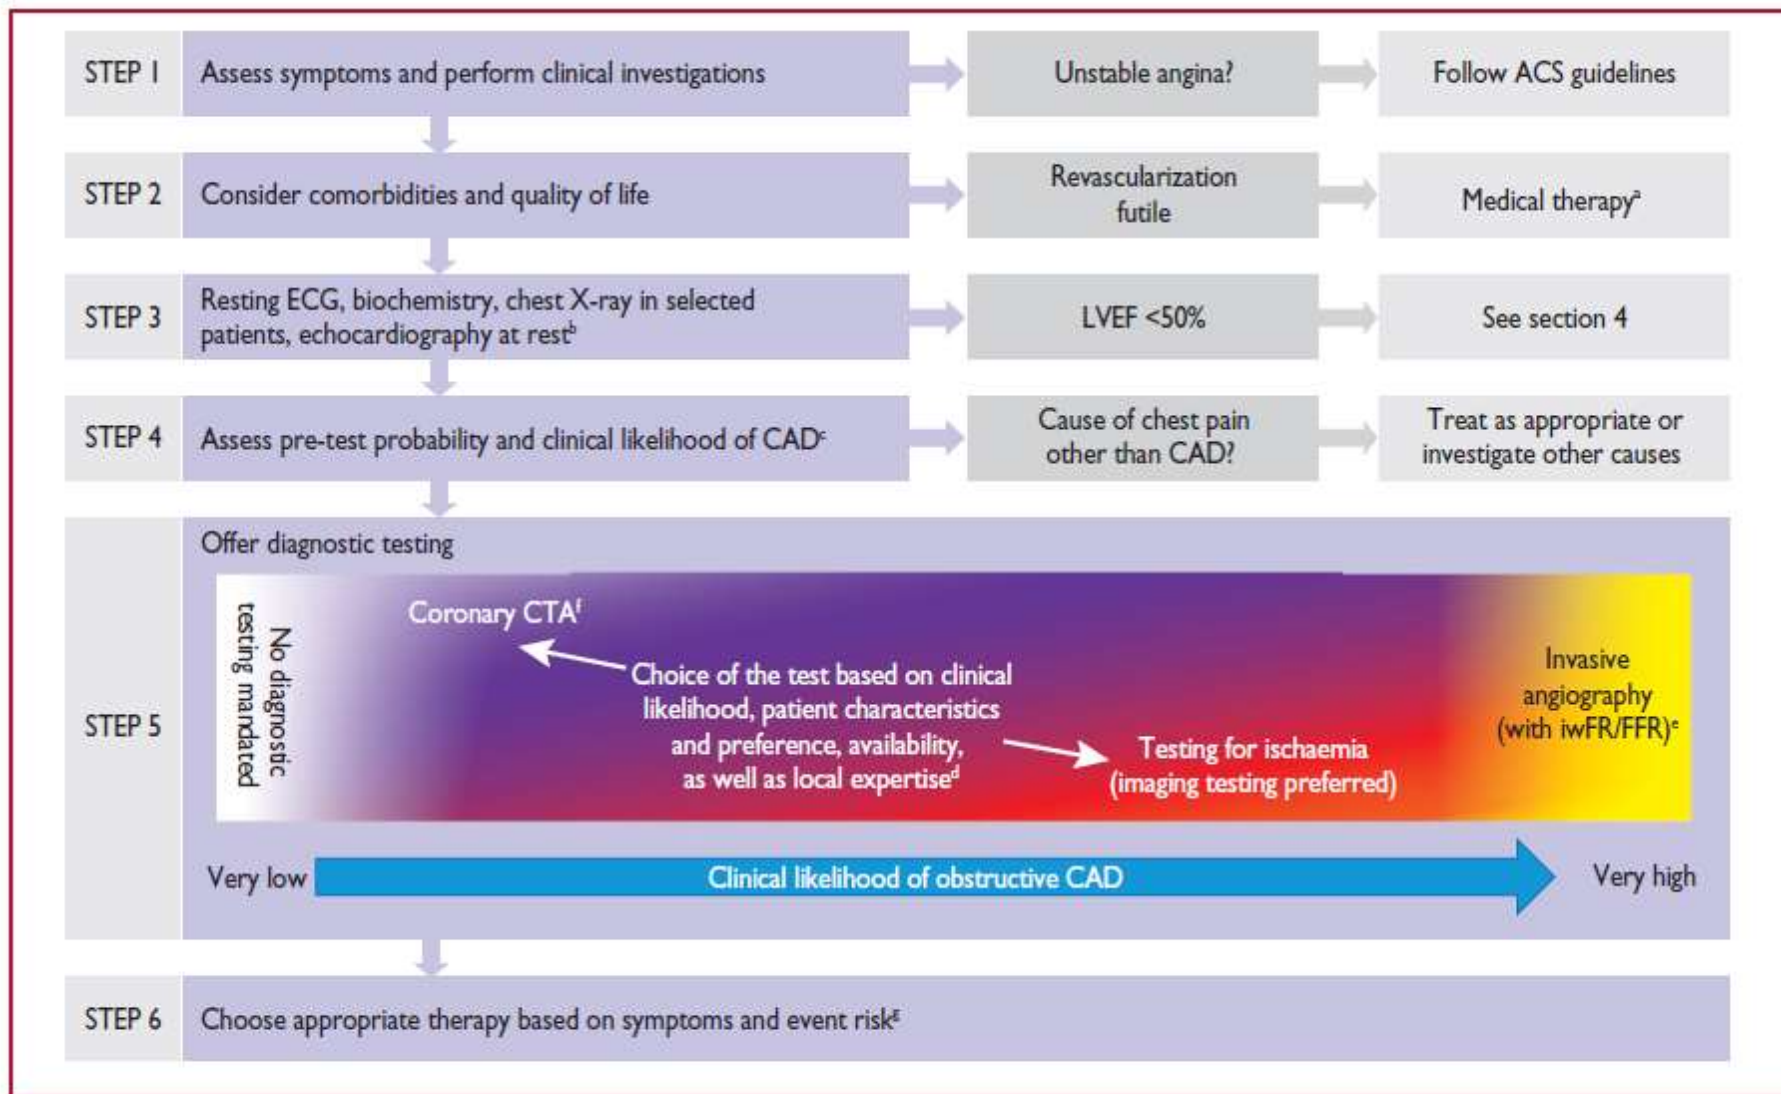 STEP 1
Assess symptoms and perform clinical investigations
Unstable angina?
Follow ACS guidelines
STEP 2
Consider comorbidities and quality of life
Revascularization
futile
Medical therapyᵃ
STEP 3
Resting ECG, biochemistry, chest X-ray in selected
patients, echocardiography at restᵇ
LVEF <50%
See section 4
STEP 4
Assess pre-test probability and clinical likelihood of CADᶜ
Cause of chest pain
other than CAD?
Treat as appropriate or
investigate other causes
STEP 5
Offer diagnostic testing
No diagnostic
testing mandated
Coronary CTAᶠ
Choice of the test based on clinical
likelihood, patient characteristics
and preference, availability,
as well as local expertiseᵈ
Testing for ischaemia
(imaging testing preferred)
Invasive
angiography
(with iwFR/FFR)ᵉ
Very low
Clinical likelihood of obstructive CAD
Very high
STEP 6
Choose appropriate therapy based on symptoms and event riskᵍ